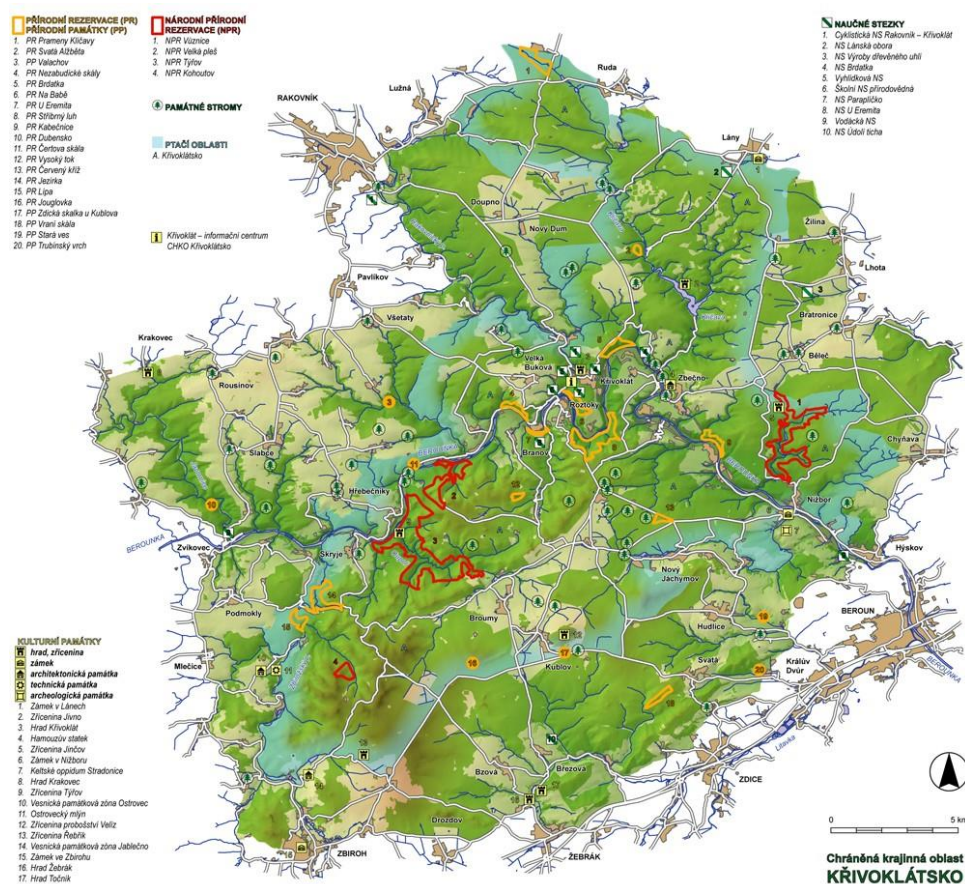 PŘÍRODNÍ REZERVACE (PR)
PŘÍRODNÍ PAMÁTKY (PP)
1. PR Prameny Klíčavy
2. PR Svatá Alžběta
3. PP Valachov
4. PR Nezabudické skály
5. PR Brdatka
6. PR Na Babě
7. PR U Eremita
8. PR Stříbrný luh
9. PR Kabečnice
10. PR Dubensko
11. PR Čertova skála
12. PR Vysoký tok
13. PR Červený kříž
14. PR Jezírka
15. PR Lípa
16. PR Jouglovka
17. PP Zdická skalka u Kublova
18. PP Vraní skála
19. PP Stará ves
20. PP Trubínský vrch
NÁRODNÍ PŘÍRODNÍ
REZERVACE (NPR)
1. NPR Vůznice
2. NPR Velká pleš
3. NPR Týřov
4. NPR Kohoutov
PAMÁTNÉ STROMY
PTAČÍ OBLASTI
A. Křivoklátsko
i Křivoklát – informační centrum
CHKO Křivoklátsko
NAUČNÉ STEZKY
1. Cyklistická NS Rakovník – Křivoklát
2. NS Lánská obora
3. NS Výroby dřevěného uhlí
4. NS Brdatka
5. Vyhlídková NS
6. Školní NS přírodovědná
7. NS Paraplíčko
8. NS U Eremita
9. Vodácká NS
10. NS Údolí ticha
Ruda
Lužná
RAKOVNÍK
Lány
Doupno
Nový Dům
Žilina
Lhota
Pavlíkov
Bratronice
Všetaty
Krakovec
Velká
Buková
Běleč
Zbečno
Křivoklát
Rousínov
Roztoky
Chyňava
Slabce
Branov
BEROUNKA
BEROUNKA
Hřebečníky
Nižbor
BEROUNKA
Zvíkovec
Skryje
Hýskov
Nový
Jáchymov
Podmokly
Broumy
BEROUN
Hudlice
Mlečice
Kublov
Svatá
Králův
Dvůr
BEROUNKA
Litavka
ZDICE
Bzová
Březová
Drozdov
ZBIROH
ŽEBRÁK
KULTURNÍ PAMÁTKY
hrad, zřícenina
zámek
architektonická památka
technická památka
archeologická památka
1. Zámek v Lánech
2. Zřícenina Jivno
3. Hrad Křivoklát
4. Hamouzův statek
5. Zřícenina Jinčov
6. Zámek v Nižboru
7. Keltské oppidum Stradonice
8. Hrad Krakovec
9. Zřícenina Týřov
10. Vesnická památková zóna Ostrovec
11. Ostrovecký mlýn
12. Zřícenina proboštství Velíz
13. Zřícenina Řebřík
14. Vesnická památková zóna Jablečno
15. Zámek ve Zbirohu
16. Hrad Žebrák
17. Hrad Točník
0 5 km
Chráněná krajinná oblast
KŘIVOKLÁTSKO